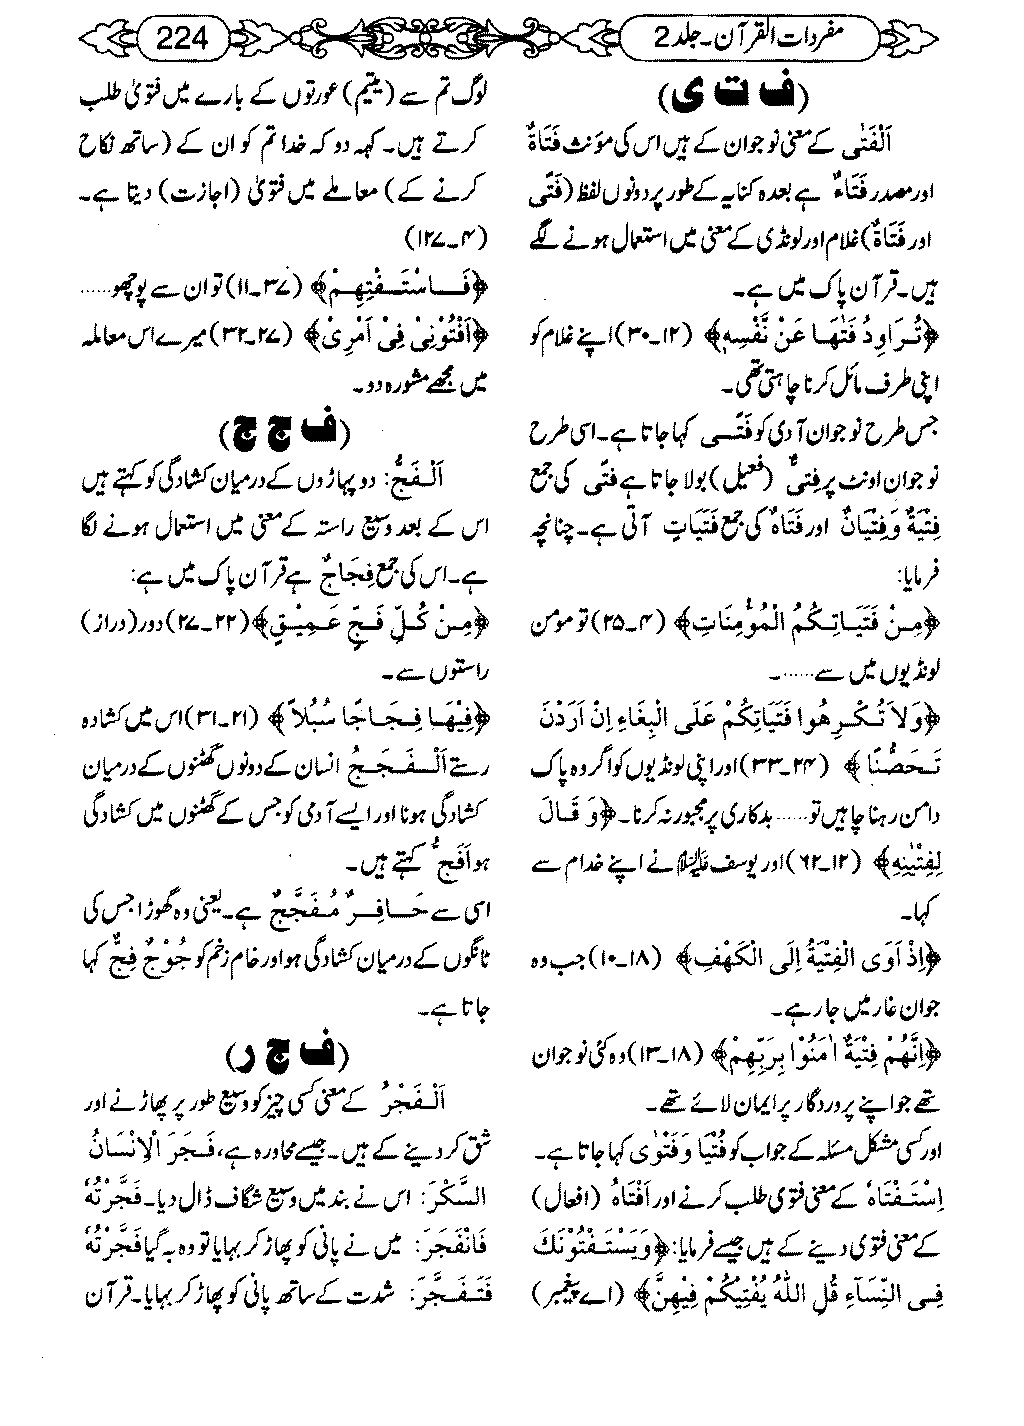 مفردات القرآن۔جلد 2
224
(ف ت ی)
اَلْفَتٰی کے معنی نوجوان کے ہیں اس کی مؤنث فَتَاةٌ
اور مصدر فَتَاءٌ ہے بعدہ کنایہ کے طور پر دونوں لفظ (فَتًی
اور فَتَاةٌ) غلام اور لونڈی کے معنی میں استعمال ہونے لگے
ہیں۔قرآن پاک میں ہے۔
﴿تُرَاوِدُ فَتٰهَا عَنْ نَّفْسِهٖ﴾ (۱۲۔۳۰) اپنے غلام کو
اپنی طرف مائل کرنا چاہتی تھی۔
جس طرح نوجوان آدمی کو فَتًی کہا جاتا ہے۔اسی طرح
نوجوان اونٹ پر فَتِیٌّ (فعیل) بولا جاتا ہے فَتًی کی جمع
فِتْیَةٌ وَفِتْیَانٌ اور فَتَاةٌ کی جمع فَتَیَاتٍ آتی ہے۔چنانچہ
فرمایا:
﴿مِنْ فَتَیَاتِکُمُ الْمُؤْمِنَاتِ﴾ (۴۔۲۵) تو مومن
لونڈیوں میں سے......۔
﴿وَلاَ تُکْرِهُوا فَتَیَاتِکُمْ عَلَی الْبِغَاءِ اِنْ اَرَدْنَ
تَحَصُّنًا﴾ (۲۴۔۳۳) اور اپنی لونڈیوں کو اگر وہ پاک
دامن رہنا چاہیں تو...... بدکاری پر مجبور نہ کرنا۔﴿وَ قَالَ
لِفِتْیٰنِهِ﴾ (۱۲۔۶۲) اور یوسف علیہ السلام نے اپنے خدام سے
کہا۔
﴿اِذْ اَوَی الْفِتْیَةُ اِلَی الْکَهْفِ﴾ (۱۸۔۱۰) جب وہ
جوان غار میں جا رہے۔
﴿اِنَّهُمْ فِتْیَةٌ اٰمَنُوْا بِرَبِّهِمْ﴾ (۱۸۔۱۳) وہ کئی نوجوان
تھے جو اپنے پروردگار پر ایمان لائے تھے۔
اور کسی مشکل مسئلہ کے جواب کو فُتْیَا وَ فَتْوٰی کہا جاتا ہے۔
اِسْتَفْتَاهُ کے معنی فتوی طلب کرنے اور اَفْتَاهُ (افعال)
کے معنی فتوی دینے کے ہیں جیسے فرمایا: ﴿وَیَسْتَفْتُوْنَكَ
فِی النِّسَآءِ قُلِ اللّٰهُ یُفْتِیْکُمْ فِیْهِنَّ﴾ (اے پیغمبر)
لوگ تم سے (یتیم) عورتوں کے بارے میں فتویٰ طلب
کرتے ہیں۔ کہہ دو کہ خدا تم کو ان کے (ساتھ نکاح
کرنے کے) معاملے میں فتویٰ (اجازت) دیتا ہے۔
(۴۔۱۲۷)
﴿فَاسْتَفْتِهِمْ﴾ (۳۷۔۱۱) تو ان سے پوچھو.....
﴿اَفْتُوْنِیْ فِیْ اَمْرِیْ﴾ (۲۷۔۳۲) میرے اس معاملہ
میں مجھے مشورہ دو۔
(ف ج ج)
اَلْفَجُّ: دو پہاڑوں کے درمیان کشادگی کو کہتے ہیں
اس کے بعد وسیع راستہ کے معنی میں استعمال ہونے لگا
ہے۔اس کی جمع فِجَاجٌ ہے قرآن پاک میں ہے:
﴿مِنْ کُلِّ فَجٍّ عَمِیْقٍ﴾ (۲۲۔۲۷) دور (دراز)
راستوں سے۔
﴿فِیْهَا فِجَاجًا سُبُلاً﴾ (۲۱۔۳۱) اس میں کشادہ
رستے اَلْفَجَجُ انسان کے دونوں گھٹنوں کے درمیان
کشادگی ہونا اور ایسے آدمی کو جس کے گھٹنوں میں کشادگی
ہو اَفَجُّ کہتے ہیں۔
اسی سے حَافِرٌ مُفَجَّجٌ ہے۔یعنی وہ گھوڑا جس کی
ٹانگوں کے درمیان کشادگی ہو اور خام زخم کو جُوْحٌ فِجٌّ کہا
جاتا ہے۔
(ف ج ر)
اَلْفَجْرُ کے معنی کسی چیز کو وسیع طور پر پھاڑنے اور
شق کر دینے کے ہیں۔جیسے محاورہ ہے، فَجَرَ الْاِنْسَانُ
السَّکْرَ: اس نے بند میں وسیع شگاف ڈال دیا۔فَجَرْتُهٗ
فَانْفَجَرَ: میں نے پانی کو پھاڑ کر بہایا تو وہ بہہ گیا فَجَّرْتُهٗ
فَتَفَجَّرَ: شدت کے ساتھ پانی کو پھاڑ کر بہایا۔قرآن